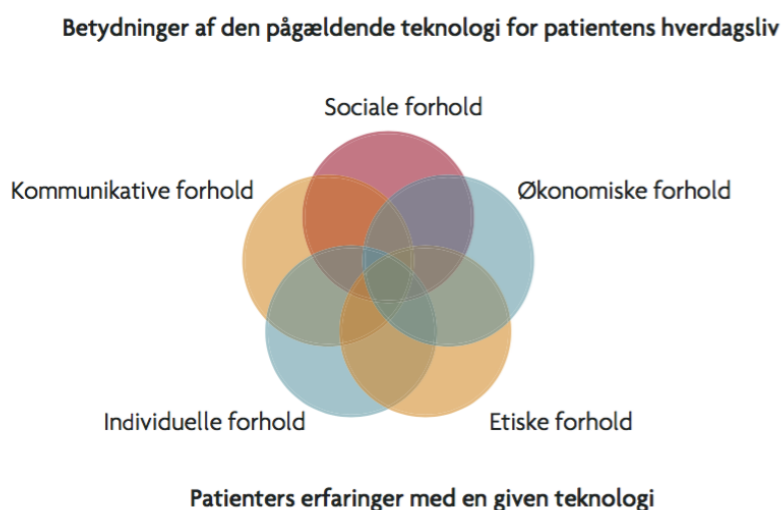 Betydninger af den pågældende teknologi for patientens hverdagsliv
Sociale forhold
Kommunikative forhold
Økonomiske forhold
Individuelle forhold
Etiske forhold
Patienters erfaringer med en given teknologi